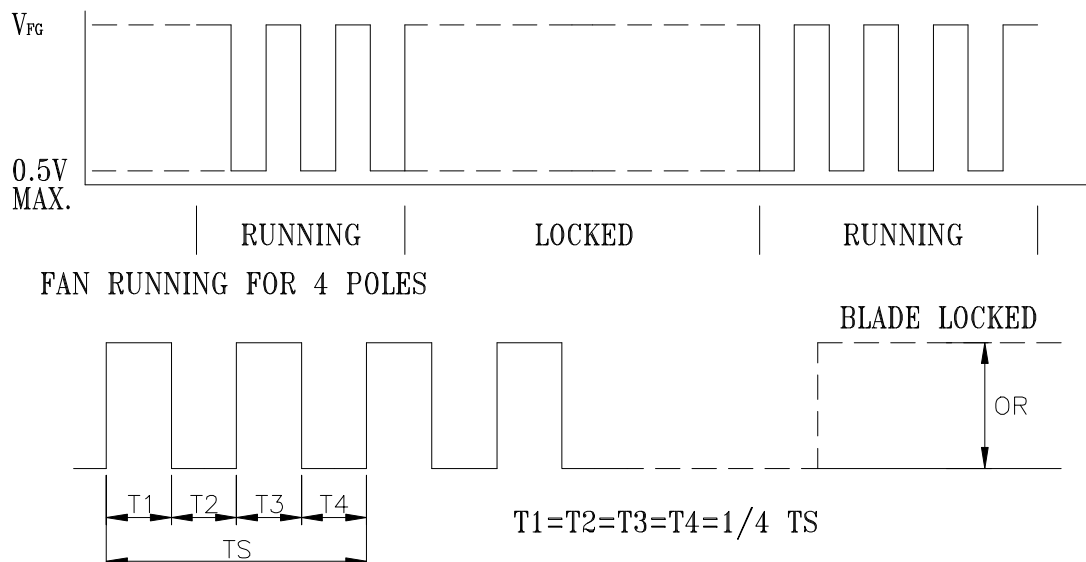 VFG
0.5V
MAX.
RUNNING LOCKED RUNNING
FAN RUNNING FOR 4 POLES
BLADE LOCKED
OR
T1 T2 T3 T4
T1=T2=T3=T4=1/4 TS
TS